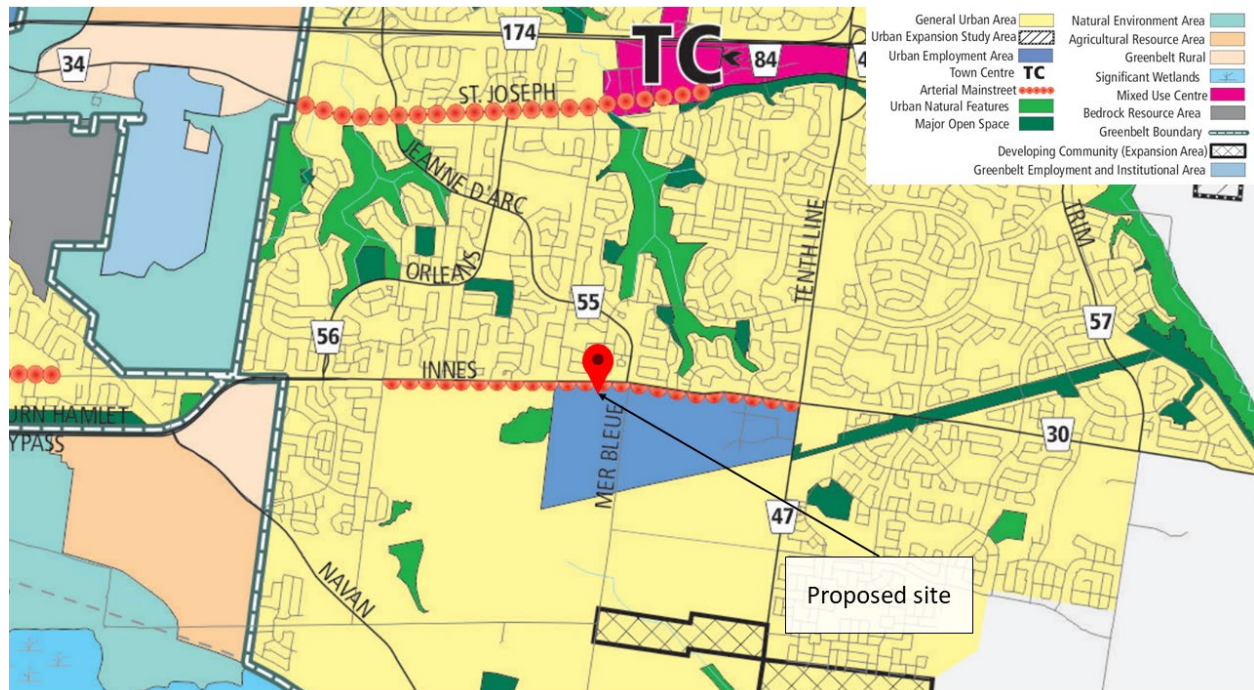 34
174
TC
84
4
ST. JOSEPH
JEANNE D'ARC
ORLEANS
TENTH LINE
TRIM
55
56
57
INNES
URN HAMLET
YPASS
MER BLEUE
30
47
NAVAN
Proposed site
General Urban Area
Urban Expansion Study Area
Urban Employment Area
Town Centre TC
Arterial Mainstreet
Urban Natural Features
Major Open Space
Natural Environment Area
Agricultural Resource Area
Greenbelt Rural
Significant Wetlands
Mixed Use Centre
Bedrock Resource Area
Greenbelt Boundary
Developing Community (Expansion Area)
Greenbelt Employment and Institutional Area